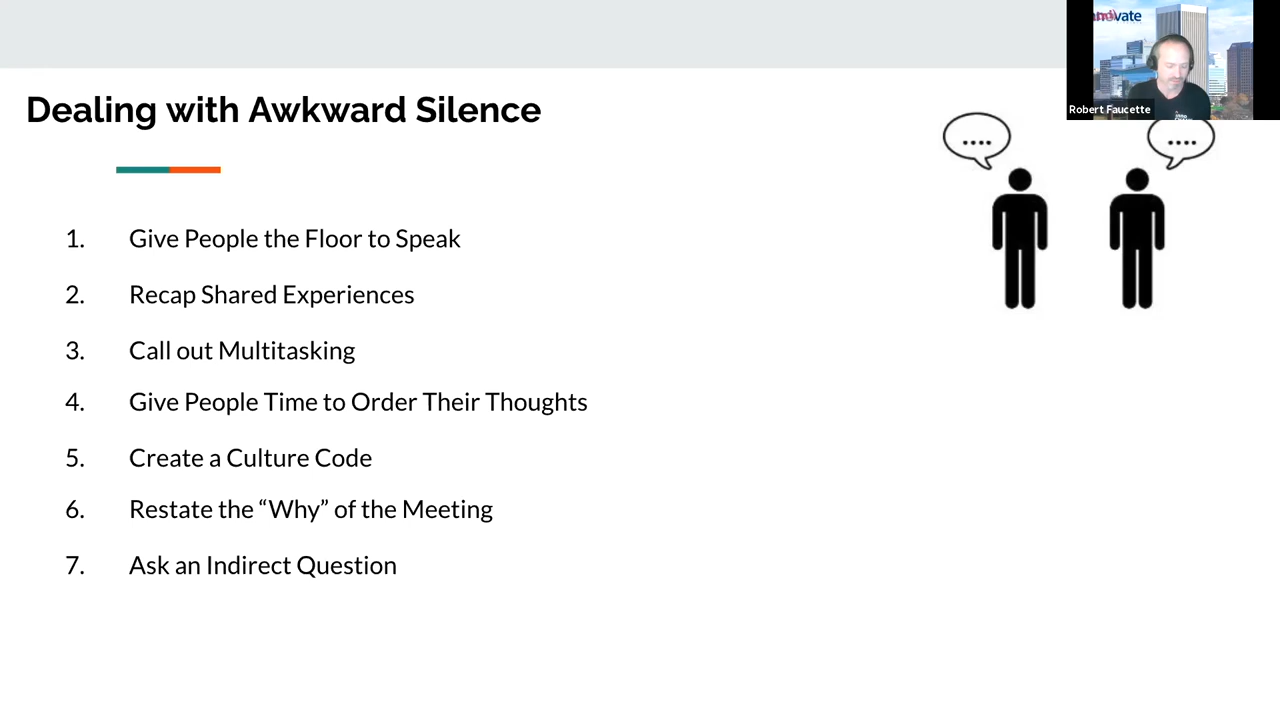 Robert Faucette
Dealing with Awkward Silence
....
....
1. Give People the Floor to Speak
2. Recap Shared Experiences
3. Call out Multitasking
4. Give People Time to Order Their Thoughts
5. Create a Culture Code
6. Restate the “Why” of the Meeting
7. Ask an Indirect Question